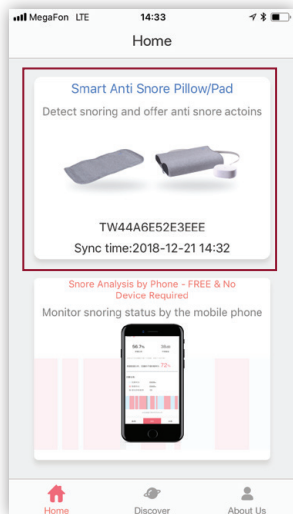 MegaFon LTE 14:33
Home
Smart Anti Snore Pillow/Pad
Detect snoring and offer anti snore actoins
TW44A6E52E3EEE
Sync time:2018-12-21 14:32
Snore Analysis by Phone - FREE & No
Device Required
Monitor snoring status by the mobile phone
Home Discover About Us